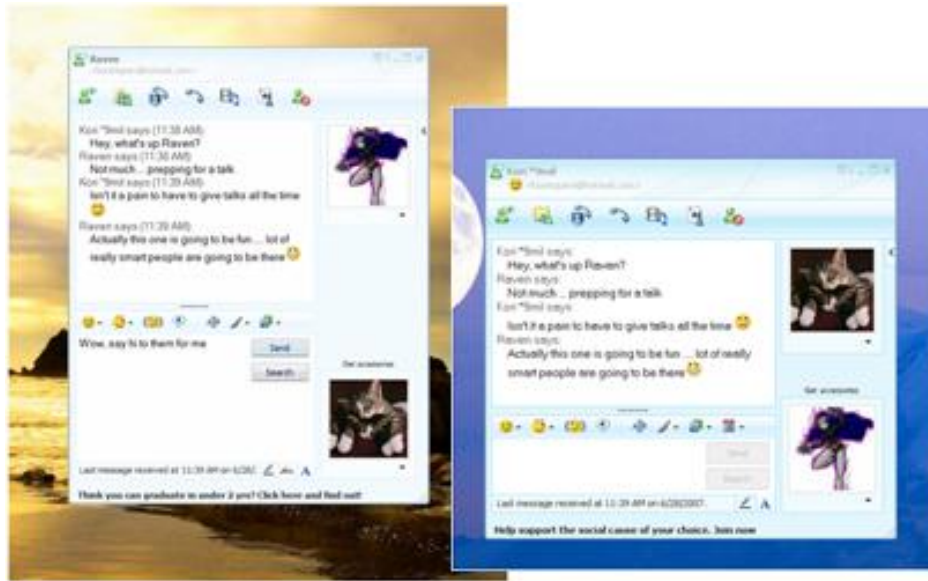 Raven
Kori *9mil says (11:38 AM):
Hey, what's up Raven?
Raven says (11:38 AM):
Not much ... prepping for a talk
Kori *9mil says (11:39 AM):
Isn't it a pain to have to give talks all the time
Raven says (11:39 AM):
Actually this one is going to be fun ... lot of
really smart people are going to be there
Wow, say hi to them for me
Send
Search
Get accessories
Last message received at 11:39 AM on 6/28/
Think you can graduate in under 2 yrs? Click here and find out!
Kori *9mil
Kori *9mil says:
Hey, what's up Raven?
Raven says:
Not much ... prepping for a talk
Kori *9mil says:
Isn't it a pain to have to give talks all the time
Raven says:
Actually this one is going to be fun ... lot of really
smart people are going to be there
Send
Search
Get accessories
Last message received at 11:39 AM on 6/28/2007.
Help support the social cause of your choice. Join now